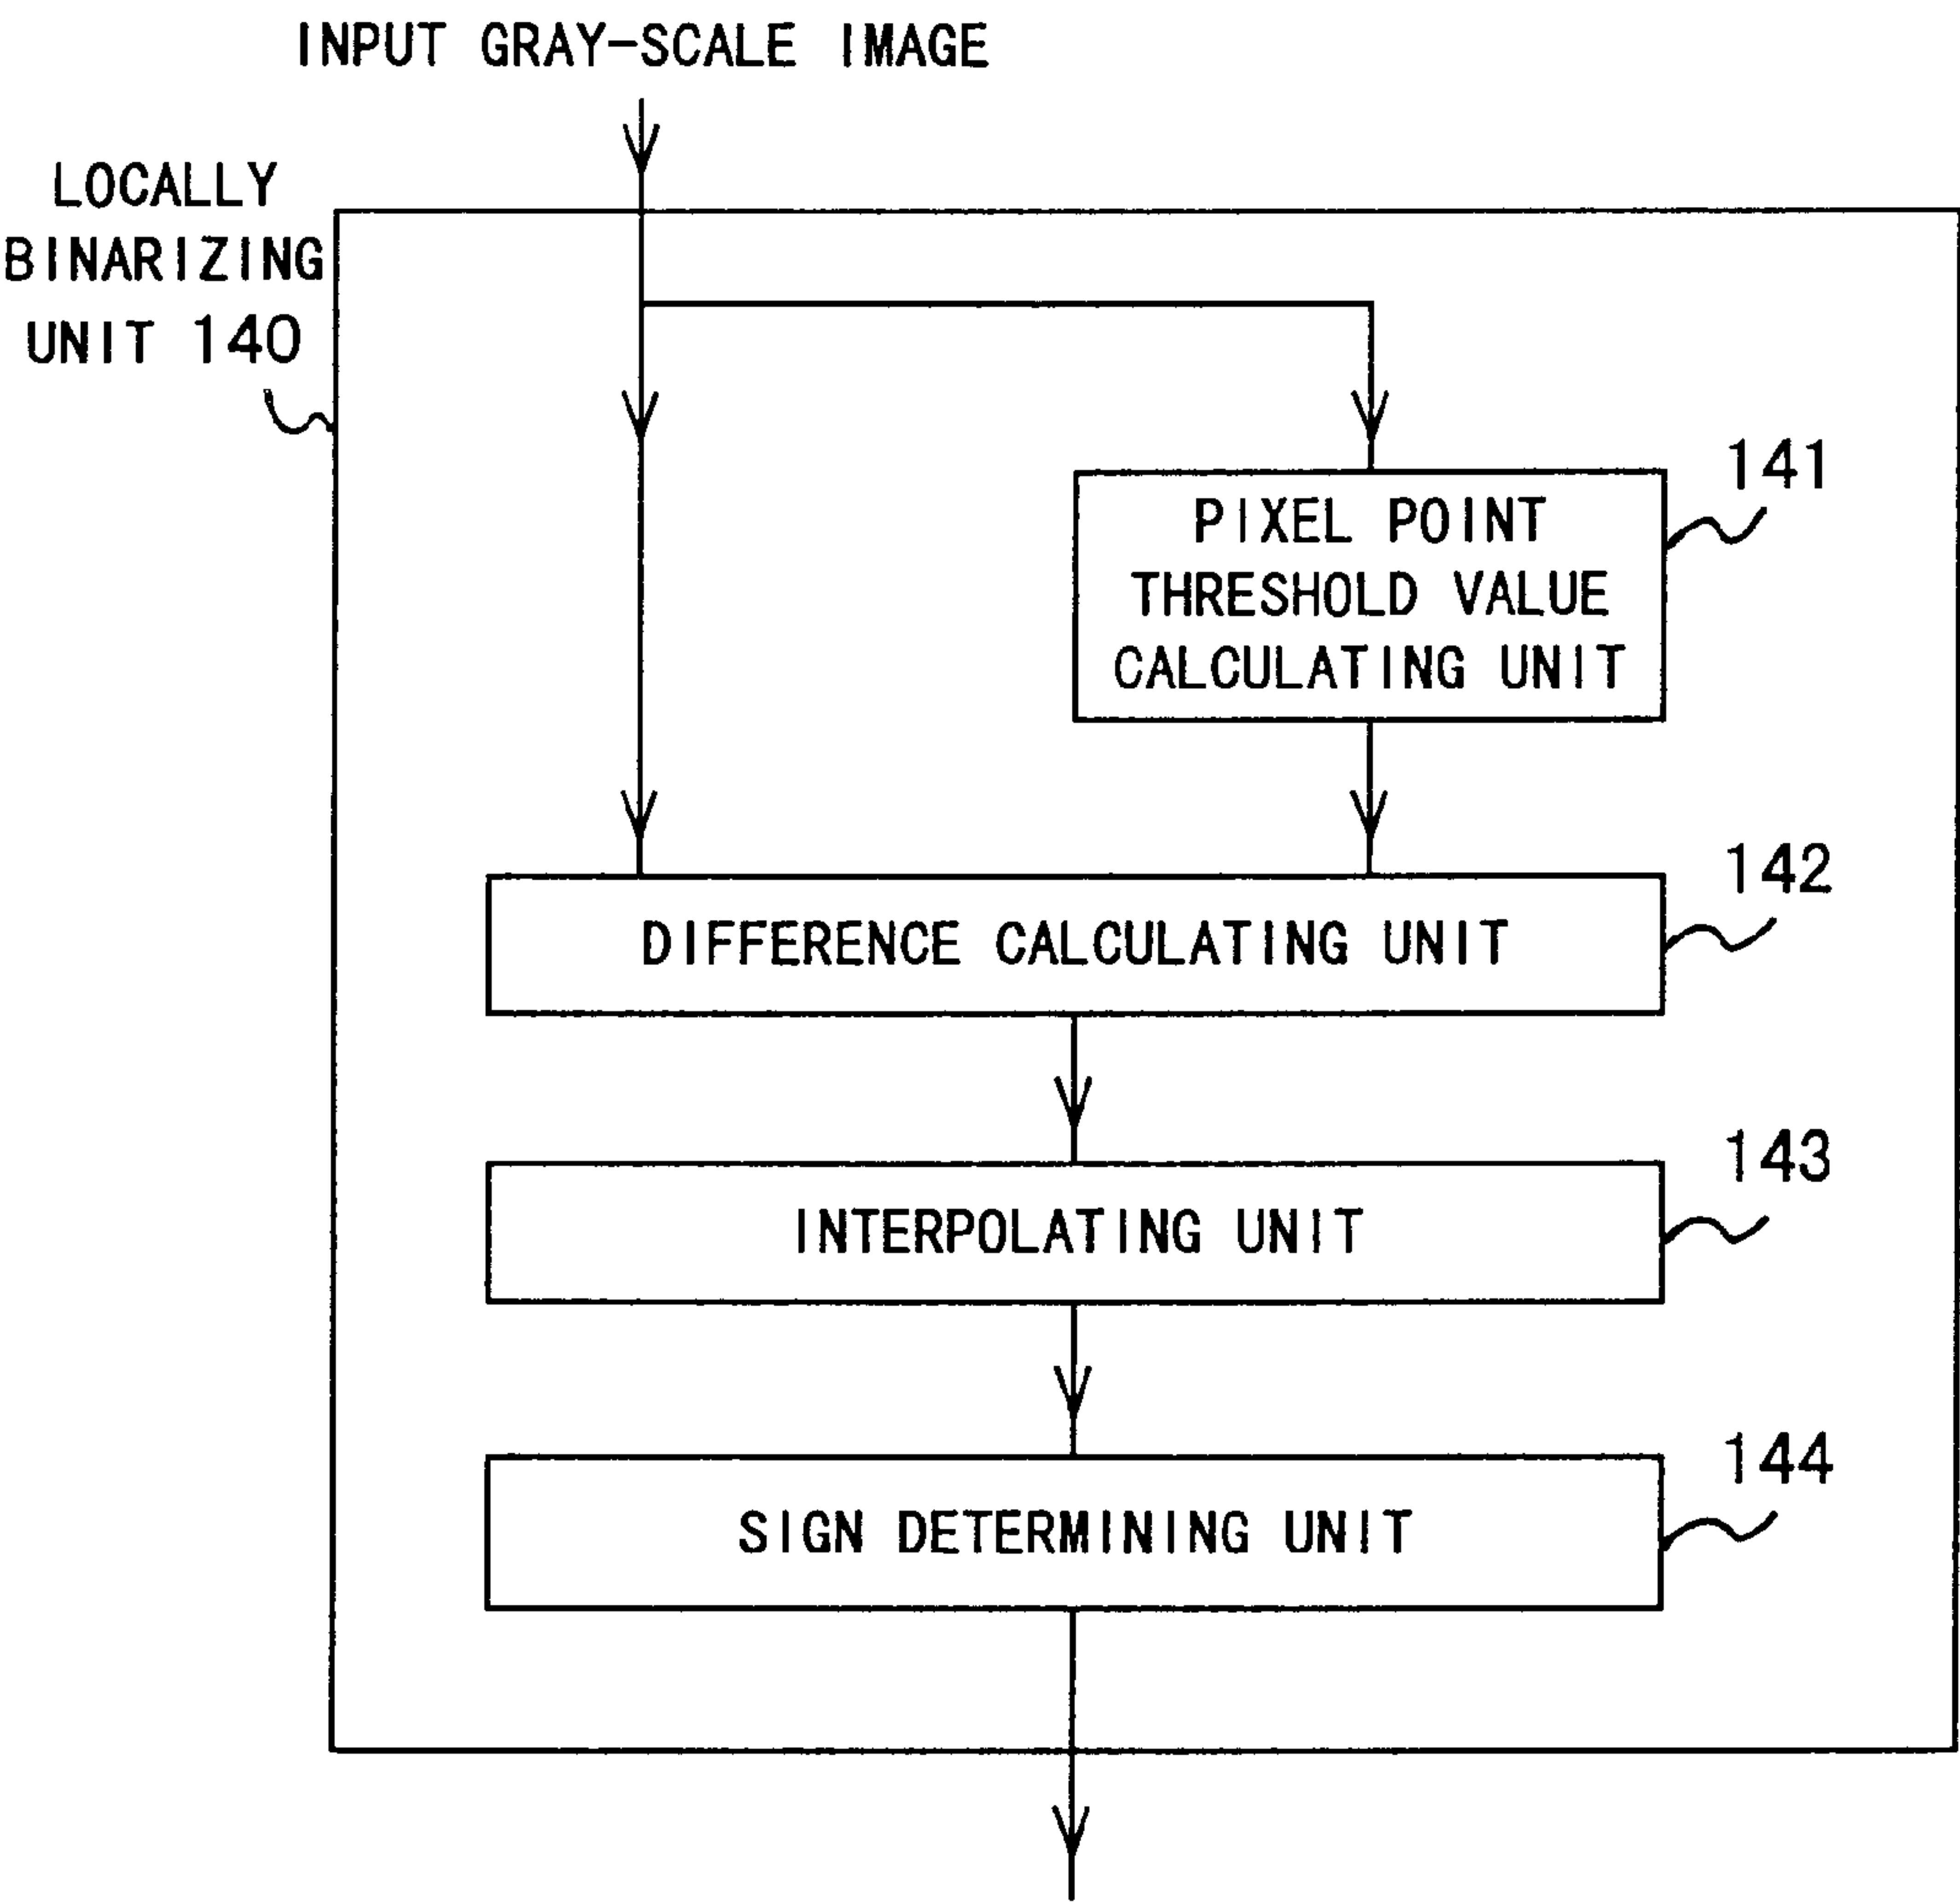 INPUT GRAY-SCALE IMAGE
LOCALLY
BINARIZING
UNIT 140
141
PIXEL POINT
THRESHOLD VALUE
CALCULATING UNIT
142
DIFFERENCE CALCULATING UNIT
143
INTERPOLATING UNIT
144
SIGN DETERMINING UNIT